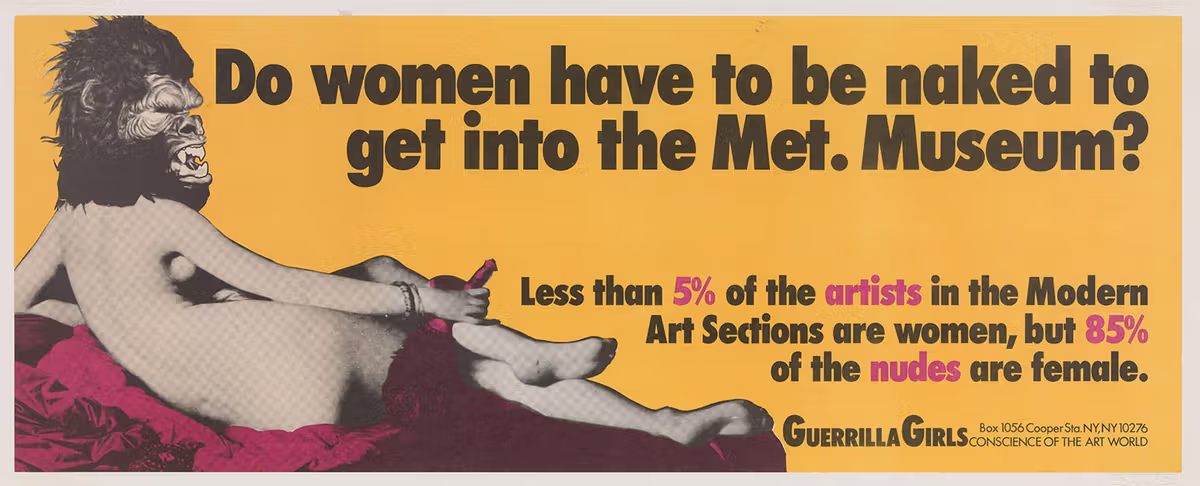 Do women have to be naked to
get into the Met. Museum?
Less than 5% of the artists in the Modern
Art Sections are women, but 85%
of the nudes are female.
GUERRILLA GIRLS
Box 1056 Cooper Sta. NY, NY 10276
CONSCIENCE OF THE ART WORLD